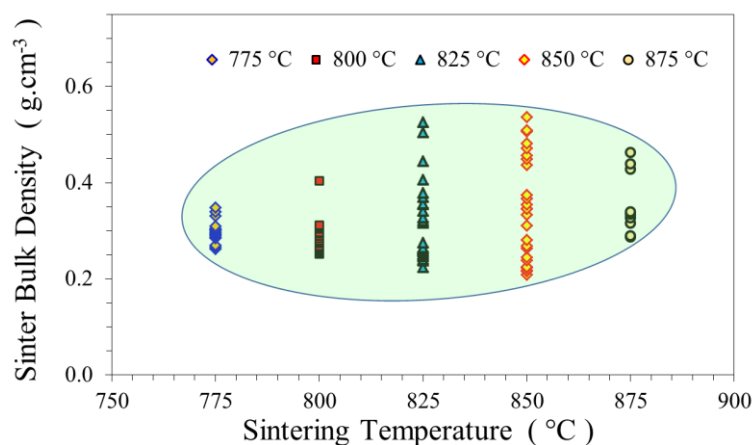 775 °C 800 °C 825 °C 850 °C 875 °C
Sinter Bulk Density ( g.cm⁻³ )
0.6
0.4
0.2
0.0
750 775 800 825 850 875 900
Sintering Temperature ( °C )